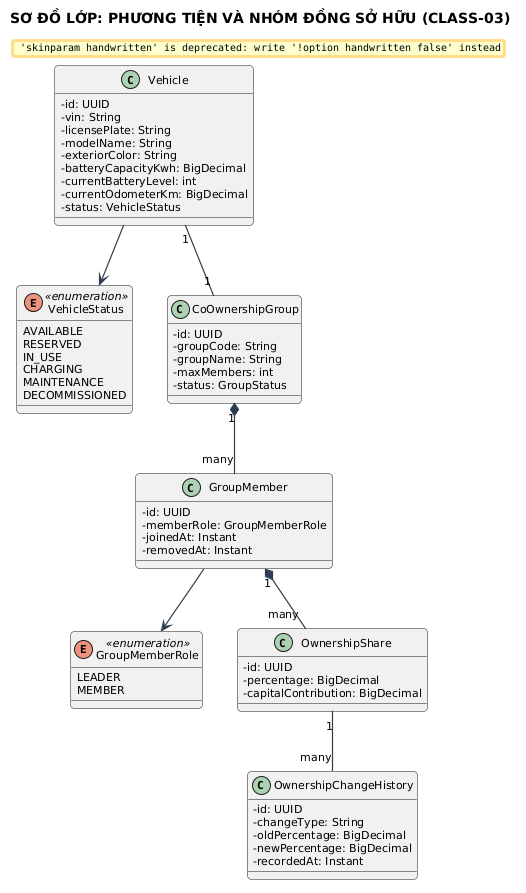 SƠ ĐỒ LỚP: PHƯƠNG TIỆN VÀ NHÓM ĐỒNG SỞ HỮU (CLASS-03)
'skinparam handwritten' is deprecated: write '!option handwritten false' instead
C Vehicle
-id: UUID
-vin: String
-licensePlate: String
-modelName: String
-exteriorColor: String
-batteryCapacityKwh: BigDecimal
-currentBatteryLevel: int
-currentOdometerKm: BigDecimal
-status: VehicleStatus
1
1
E «enumeration»
VehicleStatus
AVAILABLE
RESERVED
IN_USE
CHARGING
MAINTENANCE
DECOMMISSIONED
C CoOwnershipGroup
-id: UUID
-groupCode: String
-groupName: String
-maxMembers: int
-status: GroupStatus
1
many
C GroupMember
-id: UUID
-memberRole: GroupMemberRole
-joinedAt: Instant
-removedAt: Instant
1
many
E «enumeration»
GroupMemberRole
LEADER
MEMBER
C OwnershipShare
-id: UUID
-percentage: BigDecimal
-capitalContribution: BigDecimal
1
many
C OwnershipChangeHistory
-id: UUID
-changeType: String
-oldPercentage: BigDecimal
-newPercentage: BigDecimal
-recordedAt: Instant